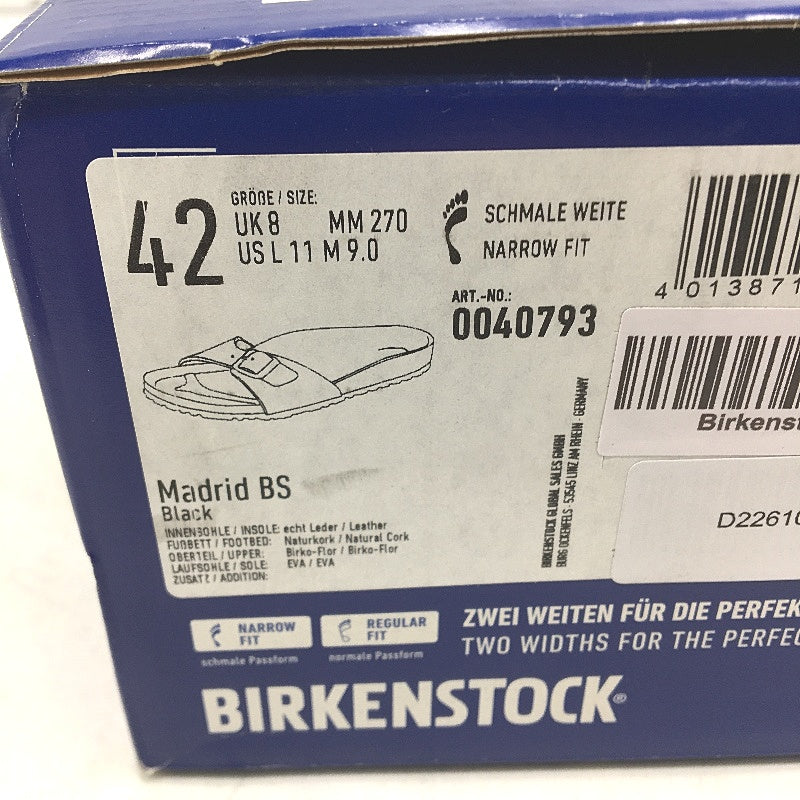 42
GRÖßE / SIZE:
UK 8 MM 270
US L 11 M 9.0
SCHMALE WEITE
NARROW FIT
ART.-NO.:
0040793
4 013871
Birkenst
D22610
BIRKENSTOCK GLOBAL SALES GMBH
BURG OCKENFELS - 53545 LINZ AM RHEIN - GERMANY
Madrid BS
Black
INNENSOHLE / INSOLE: echt Leder / Leather
FUßBETT / FOOTBED: Naturkork / Natural Cork
OBERTEIL / UPPER: Birko-Flor / Birko-Flor
LAUFSOHLE / SOLE: EVA / EVA
ZUSATZ / ADDITION:
NARROW FIT
schmale Passform
REGULAR FIT
normale Passform
ZWEI WEITEN FÜR DIE PERFEK
TWO WIDTHS FOR THE PERFEC
BIRKENSTOCK®